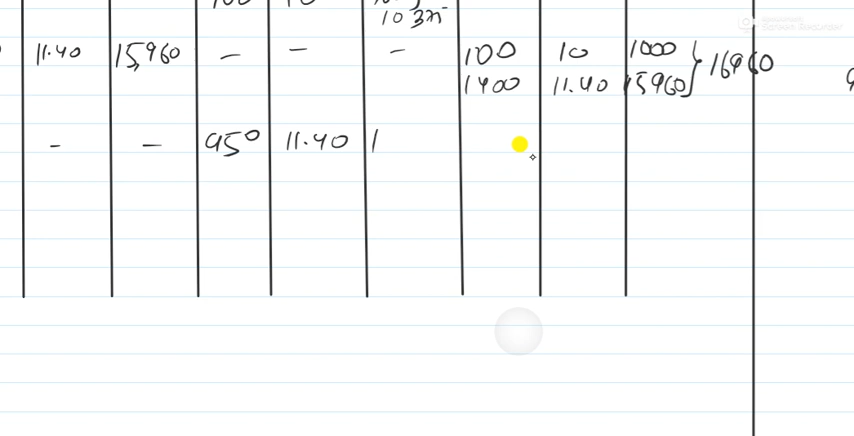 11.40 15,960 — — — 100 10 1000
1400 11.40 15960 } 16960
- — 950 11.40 1